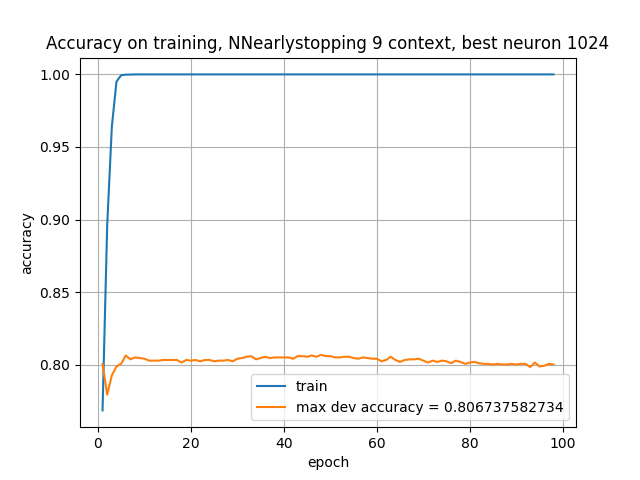 Accuracy on training, NNearlystopping 9 context, best neuron 1024
1.00
0.95
0.90
0.85
0.80
accuracy
train
max dev accuracy = 0.806737582734
0 20 40 60 80 100
epoch